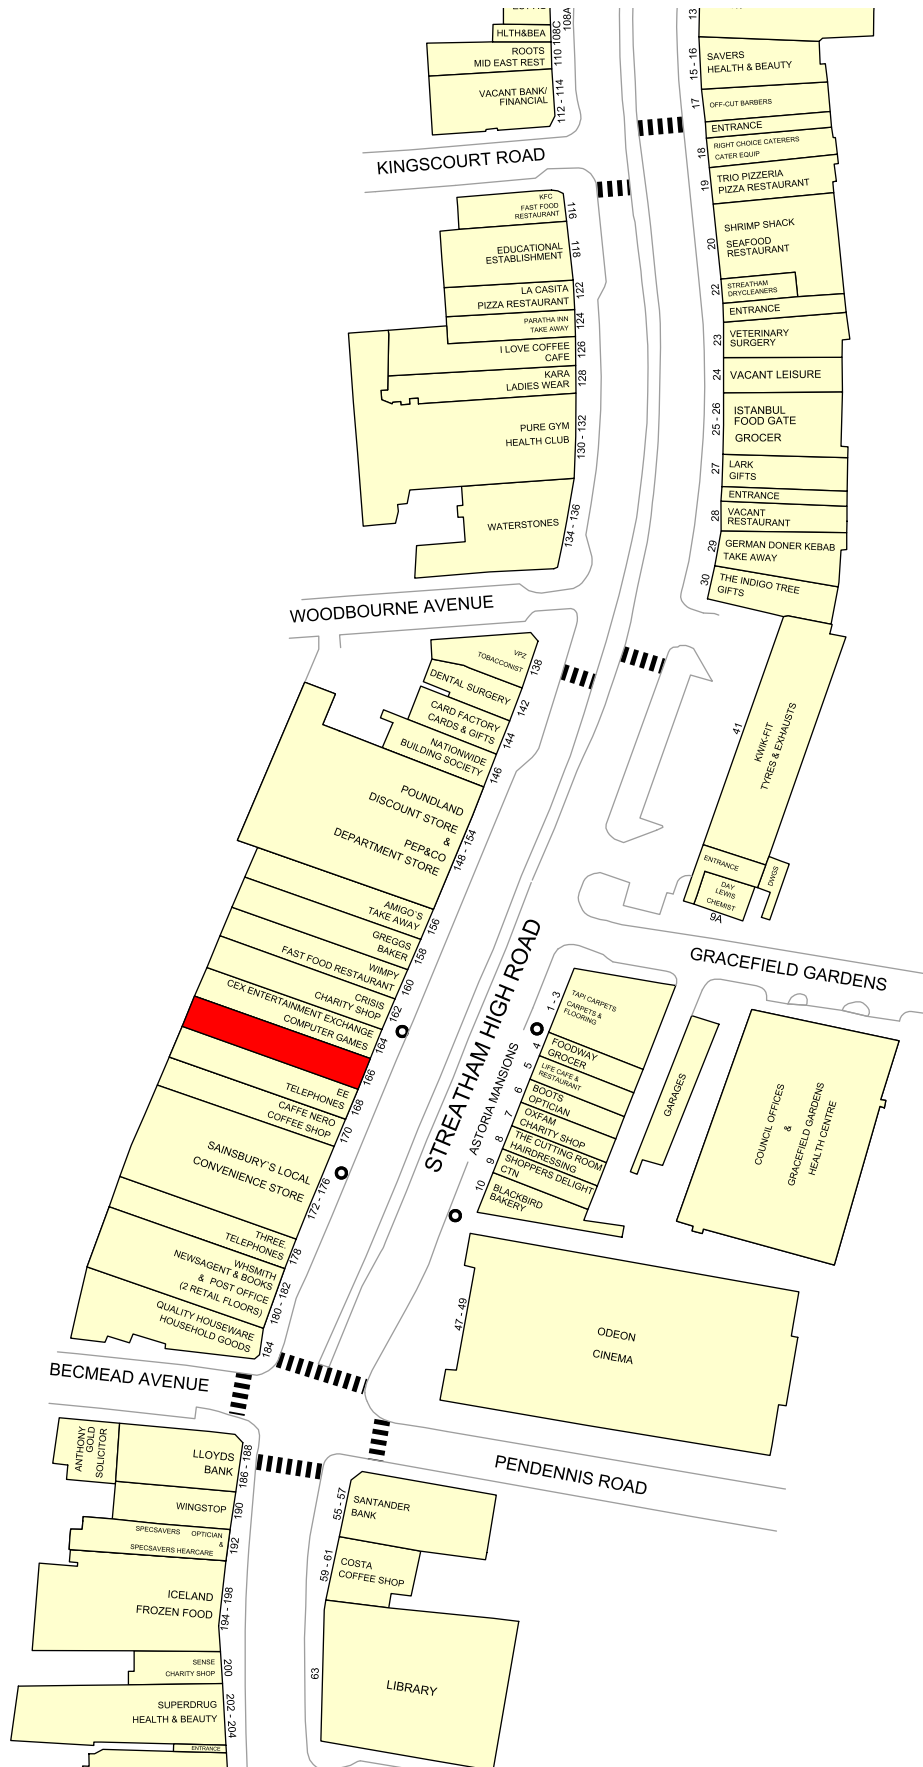 HLTH&BEA
108C
108A
ROOTS
MID EAST REST
110
VACANT BANK/
FINANCIAL
112 - 114
KINGSCOURT ROAD
KFC
FAST FOOD
RESTAURANT
116
EDUCATIONAL
ESTABLISHMENT
118
LA CASITA
PIZZA RESTAURANT
122
PARATHA INN
TAKE AWAY
124
I LOVE COFFEE
CAFE
126
KARA
LADIES WEAR
128
PURE GYM
HEALTH CLUB
130 - 132
WATERSTONES
134 - 136
WOODBOURNE AVENUE
VPZ
TOBACCONIST
138
DENTAL SURGERY
142
CARD FACTORY
CARDS & GIFTS
144
NATIONWIDE
BUILDING SOCIETY
146
POUNDLAND
DISCOUNT STORE
&
PEP&CO
DEPARTMENT STORE
148 - 154
AMIGO`S
TAKE AWAY
156
GREGGS
BAKER
158
WIMPY
FAST FOOD RESTAURANT
160
CRISIS
CHARITY SHOP
162
CEX ENTERTAINMENT EXCHANGE
COMPUTER GAMES
164
166
EE
TELEPHONES
168
CAFFE NERO
COFFEE SHOP
170
SAINSBURY`S LOCAL
CONVENIENCE STORE
172 - 176
THREE
TELEPHONES
178
WHSMITH
NEWSAGENT & BOOKS
& POST OFFICE
(2 RETAIL FLOORS)
180 - 182
QUALITY HOUSEWARE
HOUSEHOLD GOODS
184
BECMEAD AVENUE
ANTHONY
GOLD
SOLICITOR
LLOYDS
BANK
186 - 188
WINGSTOP
190
SPECSAVERS OPTICIAN
&
SPECSAVERS HEARCARE
192
ICELAND
FROZEN FOOD
194 - 198
SENSE
CHARITY SHOP
200
SUPERDRUG
HEALTH & BEAUTY
202 - 204
ENTRANCE
STREATHAM HIGH ROAD
13
SAVERS
HEALTH & BEAUTY
15 - 16
OFF-CUT BARBERS
17
ENTRANCE
RIGHT CHOICE CATERERS
CATER EQUIP
18
TRIO PIZZERIA
PIZZA RESTAURANT
19
SHRIMP SHACK
SEAFOOD
RESTAURANT
20
STREATHAM
DRYCLEANERS
22
ENTRANCE
VETERINARY
SURGERY
23
VACANT LEISURE
24
ISTANBUL
FOOD GATE
GROCER
25 - 26
LARK
GIFTS
27
ENTRANCE
VACANT
RESTAURANT
28
GERMAN DONER KEBAB
TAKE AWAY
29
THE INDIGO TREE
GIFTS
30
KWIK-FIT
TYRES & EXHAUSTS
41
ENTRANCE
DAY
LEWIS
CHEMIST
9A
DWGS
GRACEFIELD GARDENS
ASTORIA MANSIONS
TAPI CARPETS
CARPETS &
FLOORING
1 - 3
FOODWAY
GROCER
4
LIFE CAFE &
RESTAURANT
5
BOOTS
OPTICIAN
6
OXFAM
CHARITY SHOP
7
THE CUTTING ROOM
HAIRDRESSING
8
SHOPPERS DELIGHT
CTN
9
BLACKBIRD
BAKERY
10
GARAGES
COUNCIL OFFICES
&
GRACEFIELD GARDENS
HEALTH CENTRE
ODEON
CINEMA
47 - 49
PENDENNIS ROAD
SANTANDER
BANK
55 - 57
COSTA
COFFEE SHOP
59 - 61
LIBRARY
63